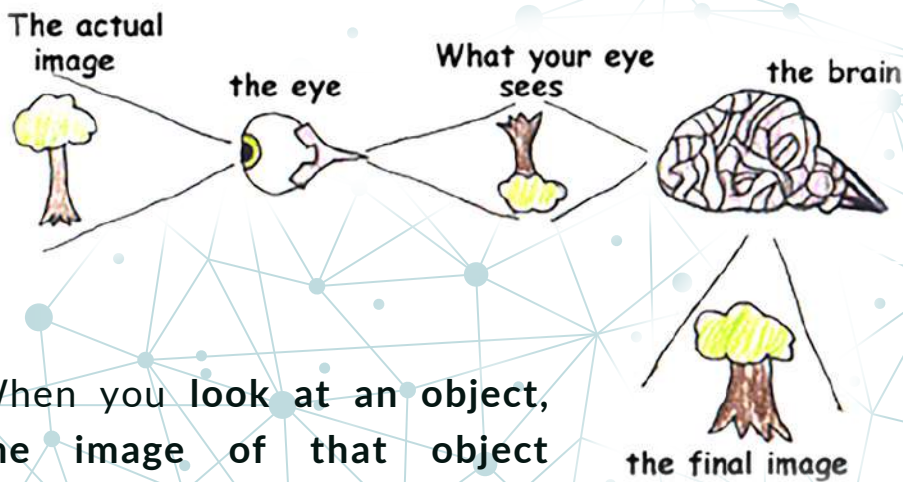 The actual
image
the eye
What your eye
sees
the brain
When you look at an object,
the image of that object
the final image